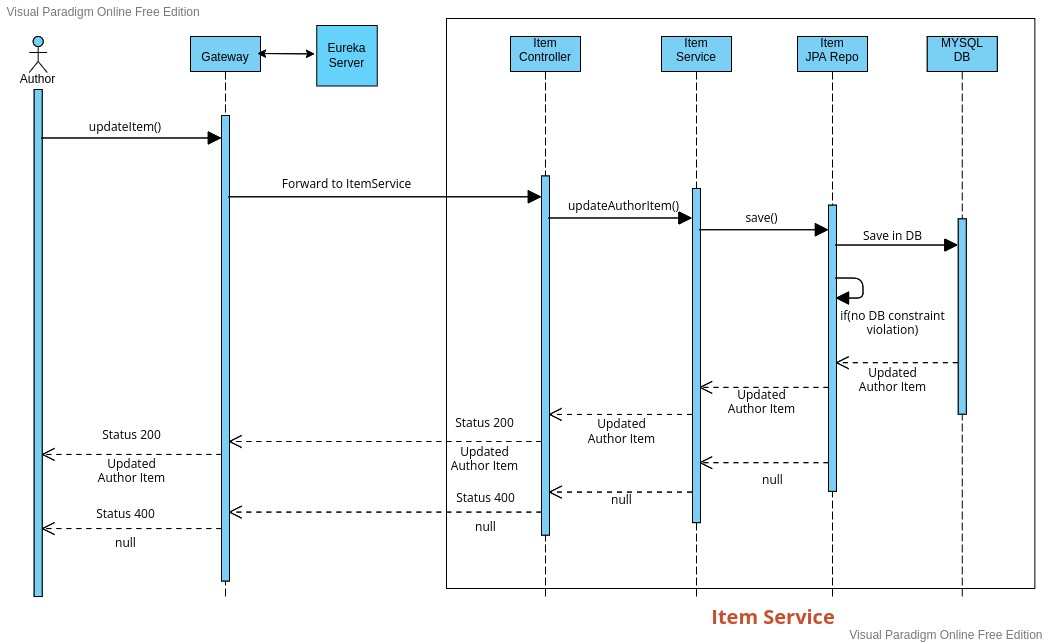 Visual Paradigm Online Free Edition
Author
Gateway
Eureka
Server
Item
Controller
Item
Service
Item
JPA Repo
MYSQL
DB
updateItem()
Forward to ItemService
updateAuthorItem()
save()
Save in DB
if(no DB constraint
violation)
Updated
Author Item
Updated
Author Item
Updated
Author Item
Status 200
Updated
Author Item
Status 200
Updated
Author Item
null
null
Status 400
null
Status 400
null
Item Service
Visual Paradigm Online Free Edition